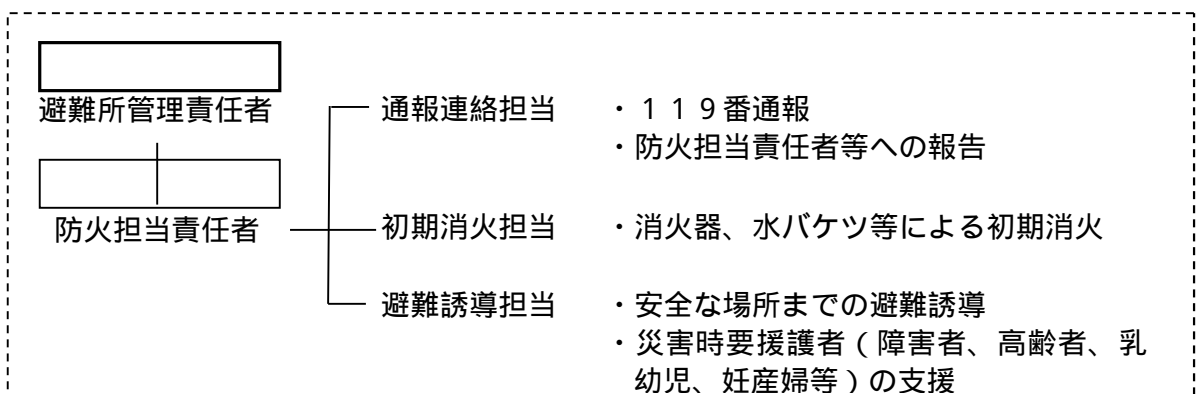 避難所管理責任者
防火担当責任者
通報連絡担当 ・119番通報
・防火担当責任者等への報告
初期消火担当 ・消火器、水バケツ等による初期消火
避難誘導担当 ・安全な場所までの避難誘導
・災害時要援護者(障害者、高齢者、乳
幼児、妊産婦等)の支援